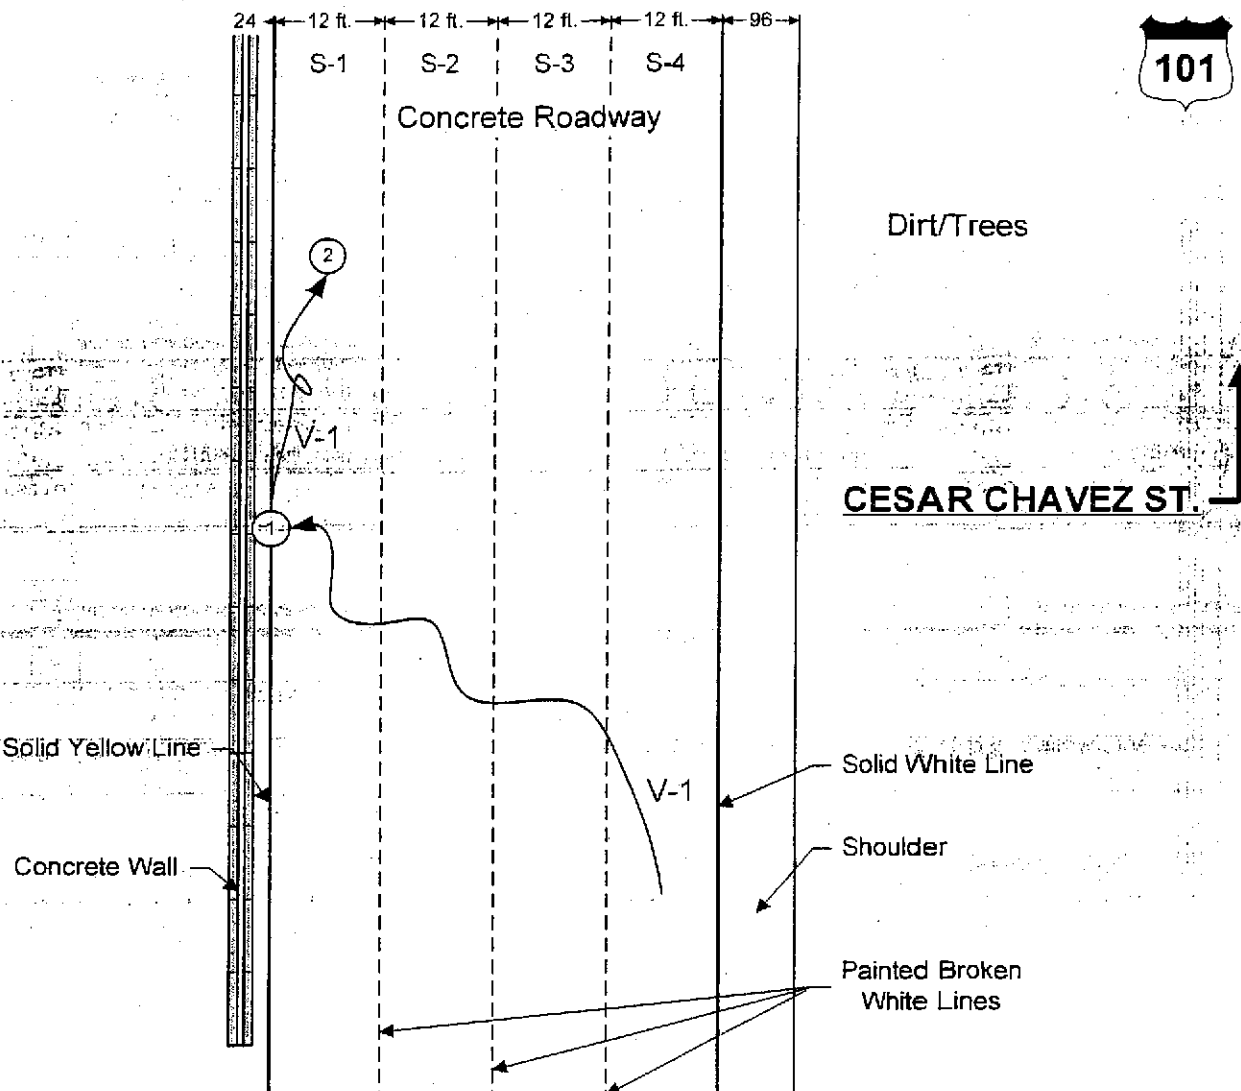 24 12 ft. 12 ft. 12 ft. 12 ft. 96
S-1 S-2 S-3 S-4
101
Concrete Roadway
Dirt/Trees
2
V-1
CESAR CHAVEZ ST.
1
Solid Yellow Line
Solid White Line
V-1
Shoulder
Concrete Wall
Painted Broken
White Lines